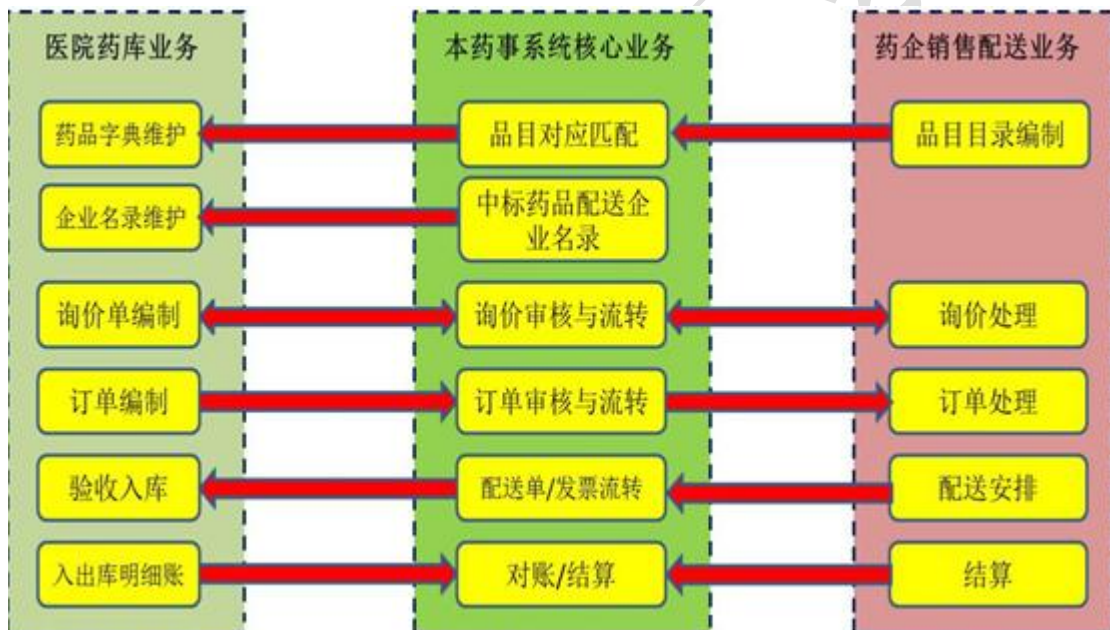 医院药库业务
本药事系统核心业务
药企销售配送业务
药品字典维护
品目对应匹配
品目目录编制
企业名录维护
中标药品配送企
业名录
询价单编制
询价审核与流转
询价处理
订单编制
订单审核与流转
订单处理
验收入库
配送单/发票流转
配送安排
入出库明细账
对账/结算
结算